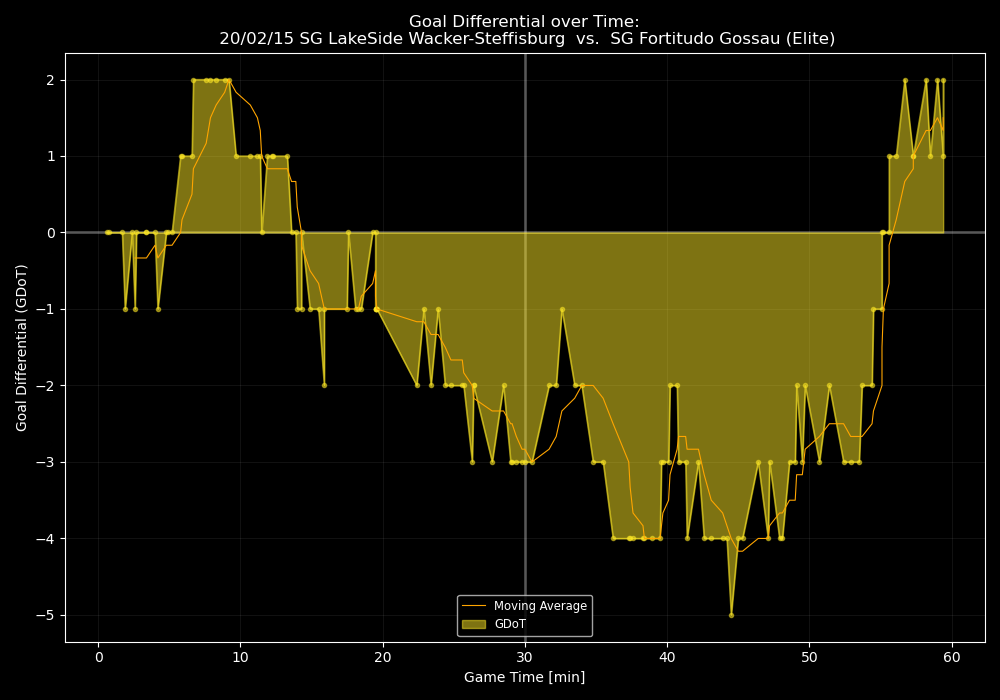 Goal Differential over Time:
20/02/15 SG LakeSide Wacker-Steffisburg  vs.  SG Fortitudo Gossau (Elite)
Goal Differential (GDoT)
2
1
0
−1
−2
−3
−4
−5
Moving Average
GDoT
0 10 20 30 40 50 60
Game Time [min]